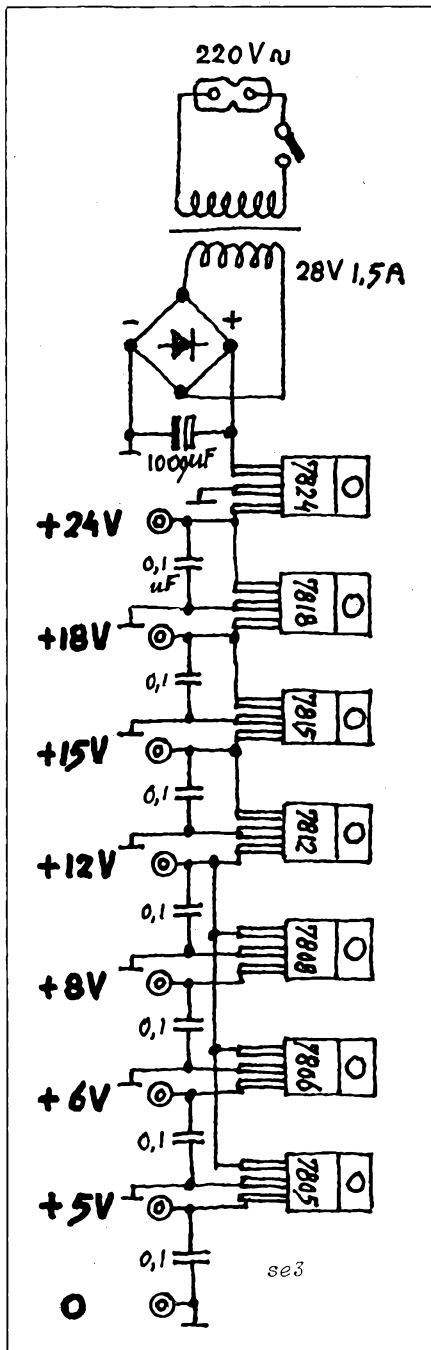 220V~
28V 1,5A
- +
1000µF
7824
+24V
0,1
uF
7818
+18V
0,1
7815
+15V
0,1
7812
+12V
0,1
7808
+8V
0,1
7806
+6V
0,1
7805
+5V
0,1
se3
0